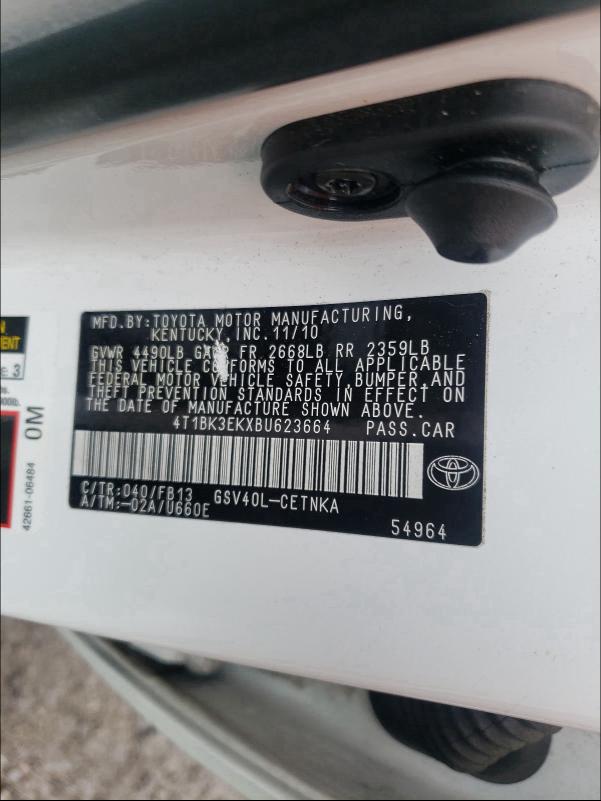 MFD.BY:TOYOTA MOTOR MANUFACTURING,
KENTUCKY,INC.11/10
GVWR 4490LB GAWR FR 2668LB RR 2359LB
THIS VEHICLE CONFORMS TO ALL APPLICABLE
FEDERAL MOTOR VEHICLE SAFETY,BUMPER,AND
THEFT PREVENTION STANDARDS IN EFFECT ON
THE DATE OF MANUFACTURE SHOWN ABOVE.
4T1BK3EKXBU623664 PASS.CAR
C/TR:040/FB13 GSV40L-CETNKA
A/TM:-02A/U660E
54964
3
0M
42661-06484